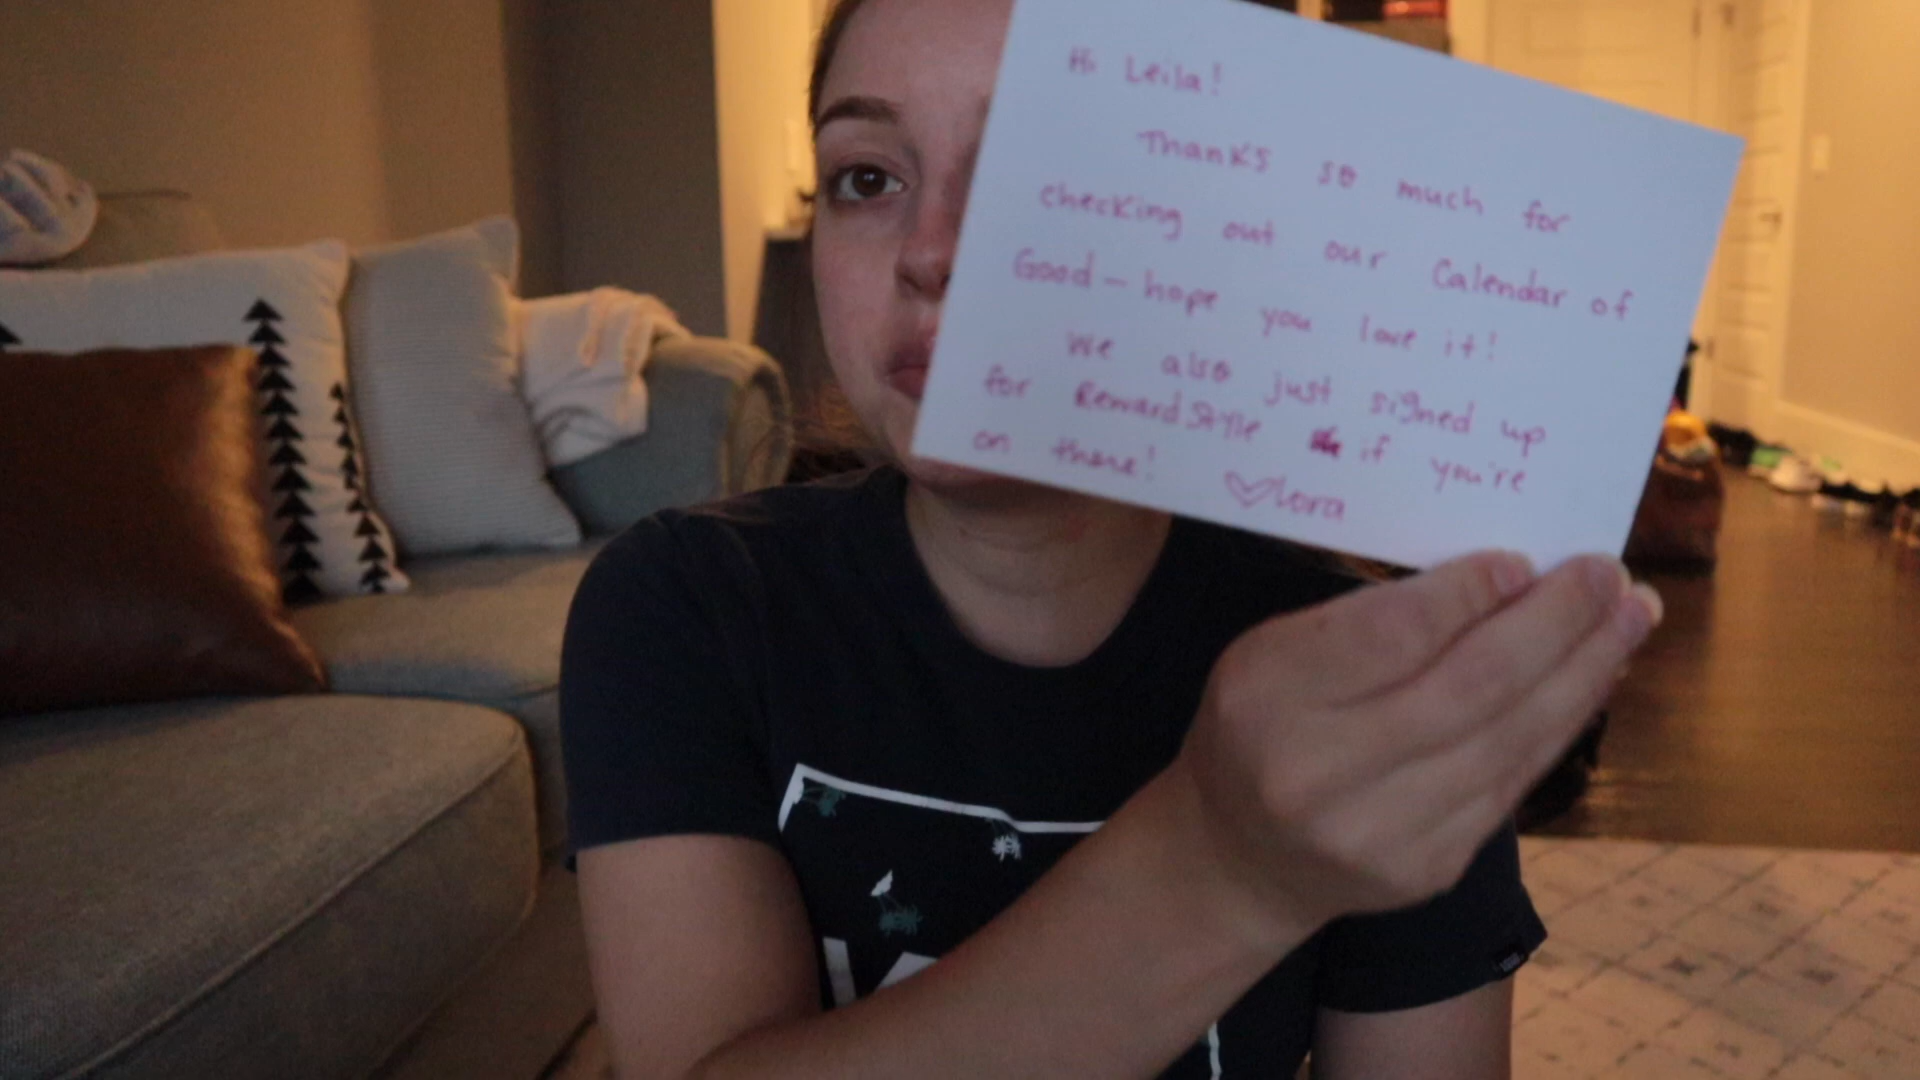 Hi Leila!
Thanks so much for
checking out our Calendar of
Good - hope you love it!
We also just signed up
for RewardStyle if you're
on there! ♡ lora